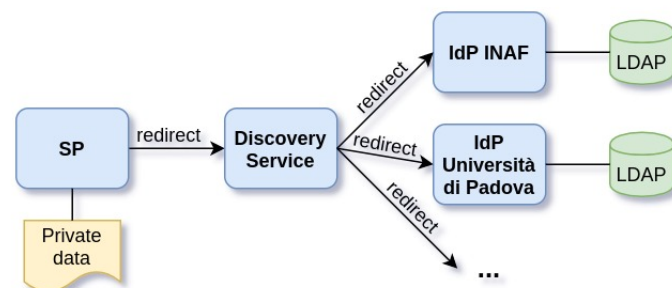 SP
Private
data
redirect
Discovery
Service
redirect
redirect
redirect
IdP INAF
LDAP
IdP
Università
di Padova
LDAP
...